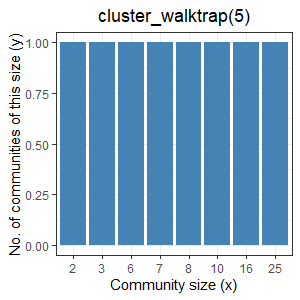 cluster_walktrap(5)
No. of communities of this size (y)
1.00
0.75
0.50
0.25
0.00
2 3 6 7 8 10 16 25
Community size (x)